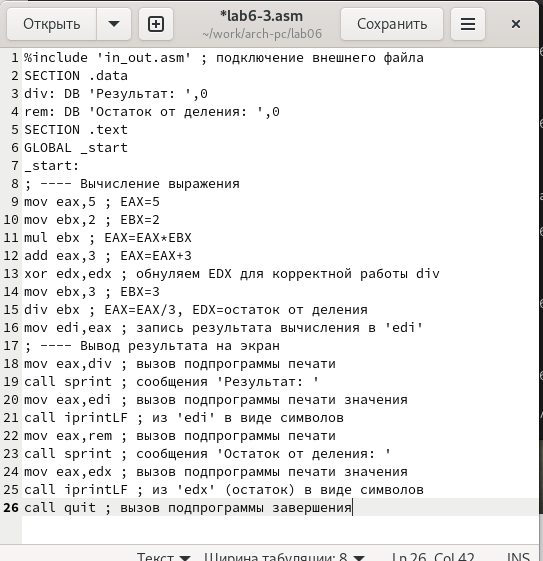 Открыть
*lab6-3.asm
~/work/arch-pc/lab06
Сохранить
1 %include 'in_out.asm' ; подключение внешнего файла
2 SECTION .data
3 div: DB 'Результат: ',0
4 rem: DB 'Остаток от деления: ',0
5 SECTION .text
6 GLOBAL _start
7 _start:
8 ; ---- Вычисление выражения
9 mov eax,5 ; EAX=5
10 mov ebx,2 ; EBX=2
11 mul ebx ; EAX=EAX*EBX
12 add eax,3 ; EAX=EAX+3
13 xor edx,edx ; обнуляем EDX для корректной работы div
14 mov ebx,3 ; EBX=3
15 div ebx ; EAX=EAX/3, EDX=остаток от деления
16 mov edi,eax ; запись результата вычисления в 'edi'
17 ; ---- Вывод результата на экран
18 mov eax,div ; вызов подпрограммы печати
19 call sprint ; сообщения 'Результат: '
20 mov eax,edi ; вызов подпрограммы печати значения
21 call iprintLF ; из 'edi' в виде символов
22 mov eax,rem ; вызов подпрограммы печати
23 call sprint ; сообщения 'Остаток от деления: '
24 mov eax,edx ; вызов подпрограммы печати значения
25 call iprintLF ; из 'edx' (остаток) в виде символов
26 call quit ; вызов подпрограммы завершения
Текст Ширина табуляции: 8 Ln 26, Col 42 INS